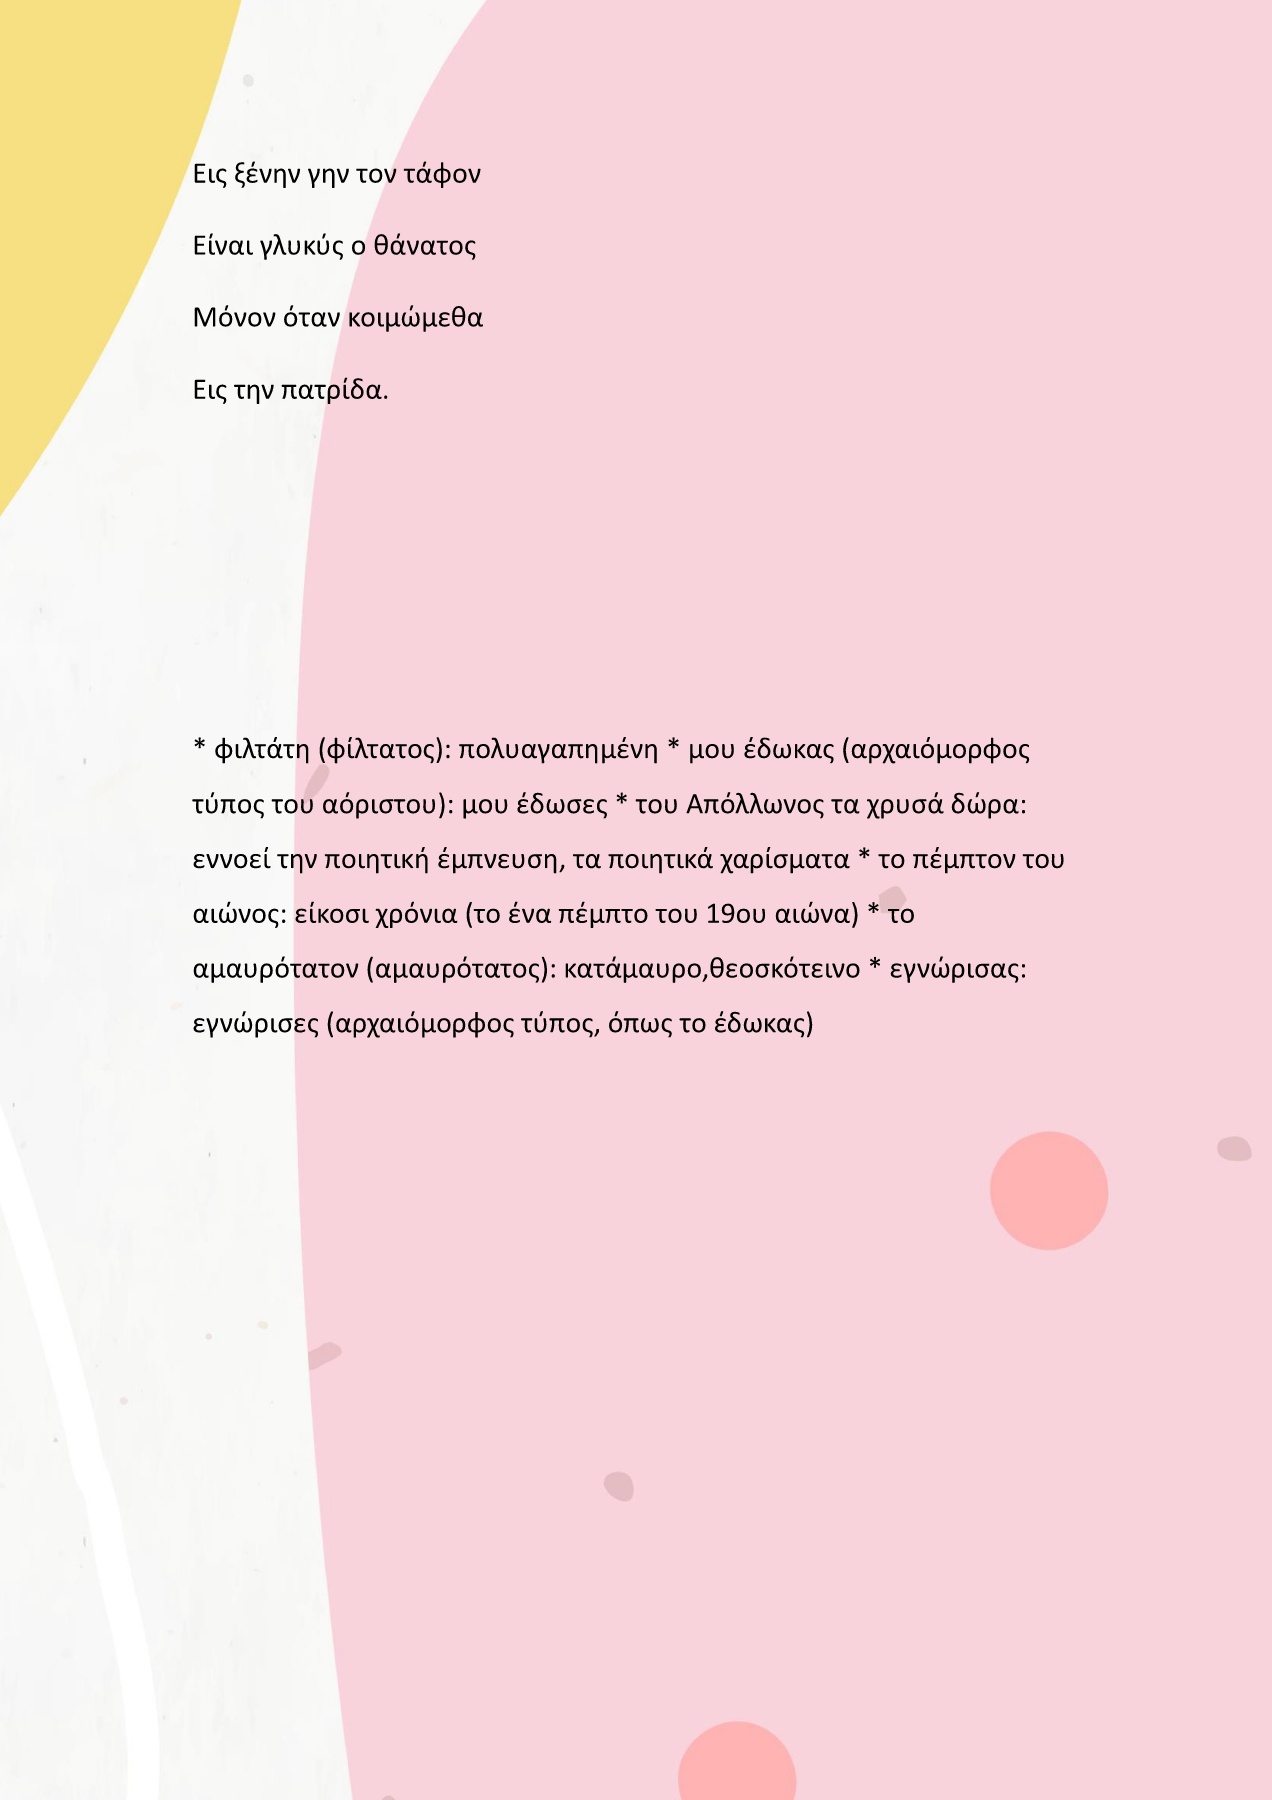 Εις ξένην γην τον τάφον
Είναι γλυκύς ο θάνατος
Μόνον όταν κοιμώμεθα
Εις την πατρίδα.
* φιλτάτη (φίλτατος): πολυαγαπημένη * μου έδωκας (αρχαιόμορφος
τύπος του αόριστου): μου έδωσες * του Απόλλωνος τα χρυσά δώρα:
εννοεί την ποιητική έμπνευση, τα ποιητικά χαρίσματα * το πέμπτον του
αιώνος: είκοσι χρόνια (το ένα πέμπτο του 19ου αιώνα) * το
αμαυρότατον (αμαυρότατος): κατάμαυρο,θεοσκότεινο * εγνώρισας:
εγνώρισες (αρχαιόμορφος τύπος, όπως το έδωκας)